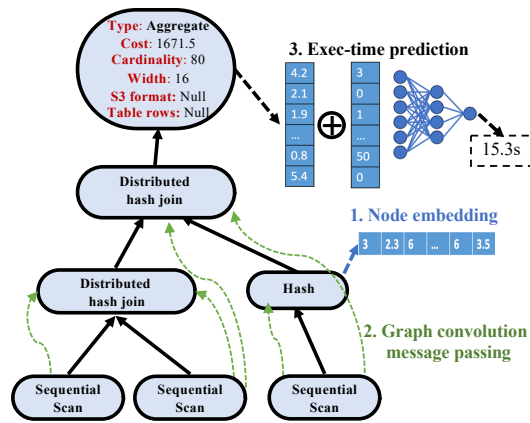 Type: Aggregate
Cost: 1671.5
Cardinality: 80
Width: 16
S3 format: Null
Table rows: Null
3. Exec-time prediction
4.2
2.1
1.9
...
0.8
5.4
3
0
1
...
50
0
15.3s
Distributed
hash join
1. Node embedding
3 2.3 6 ... 6 3.5
Distributed
hash join
Hash
2. Graph convolution
message passing
Sequential
Scan
Sequential
Scan
Sequential
Scan